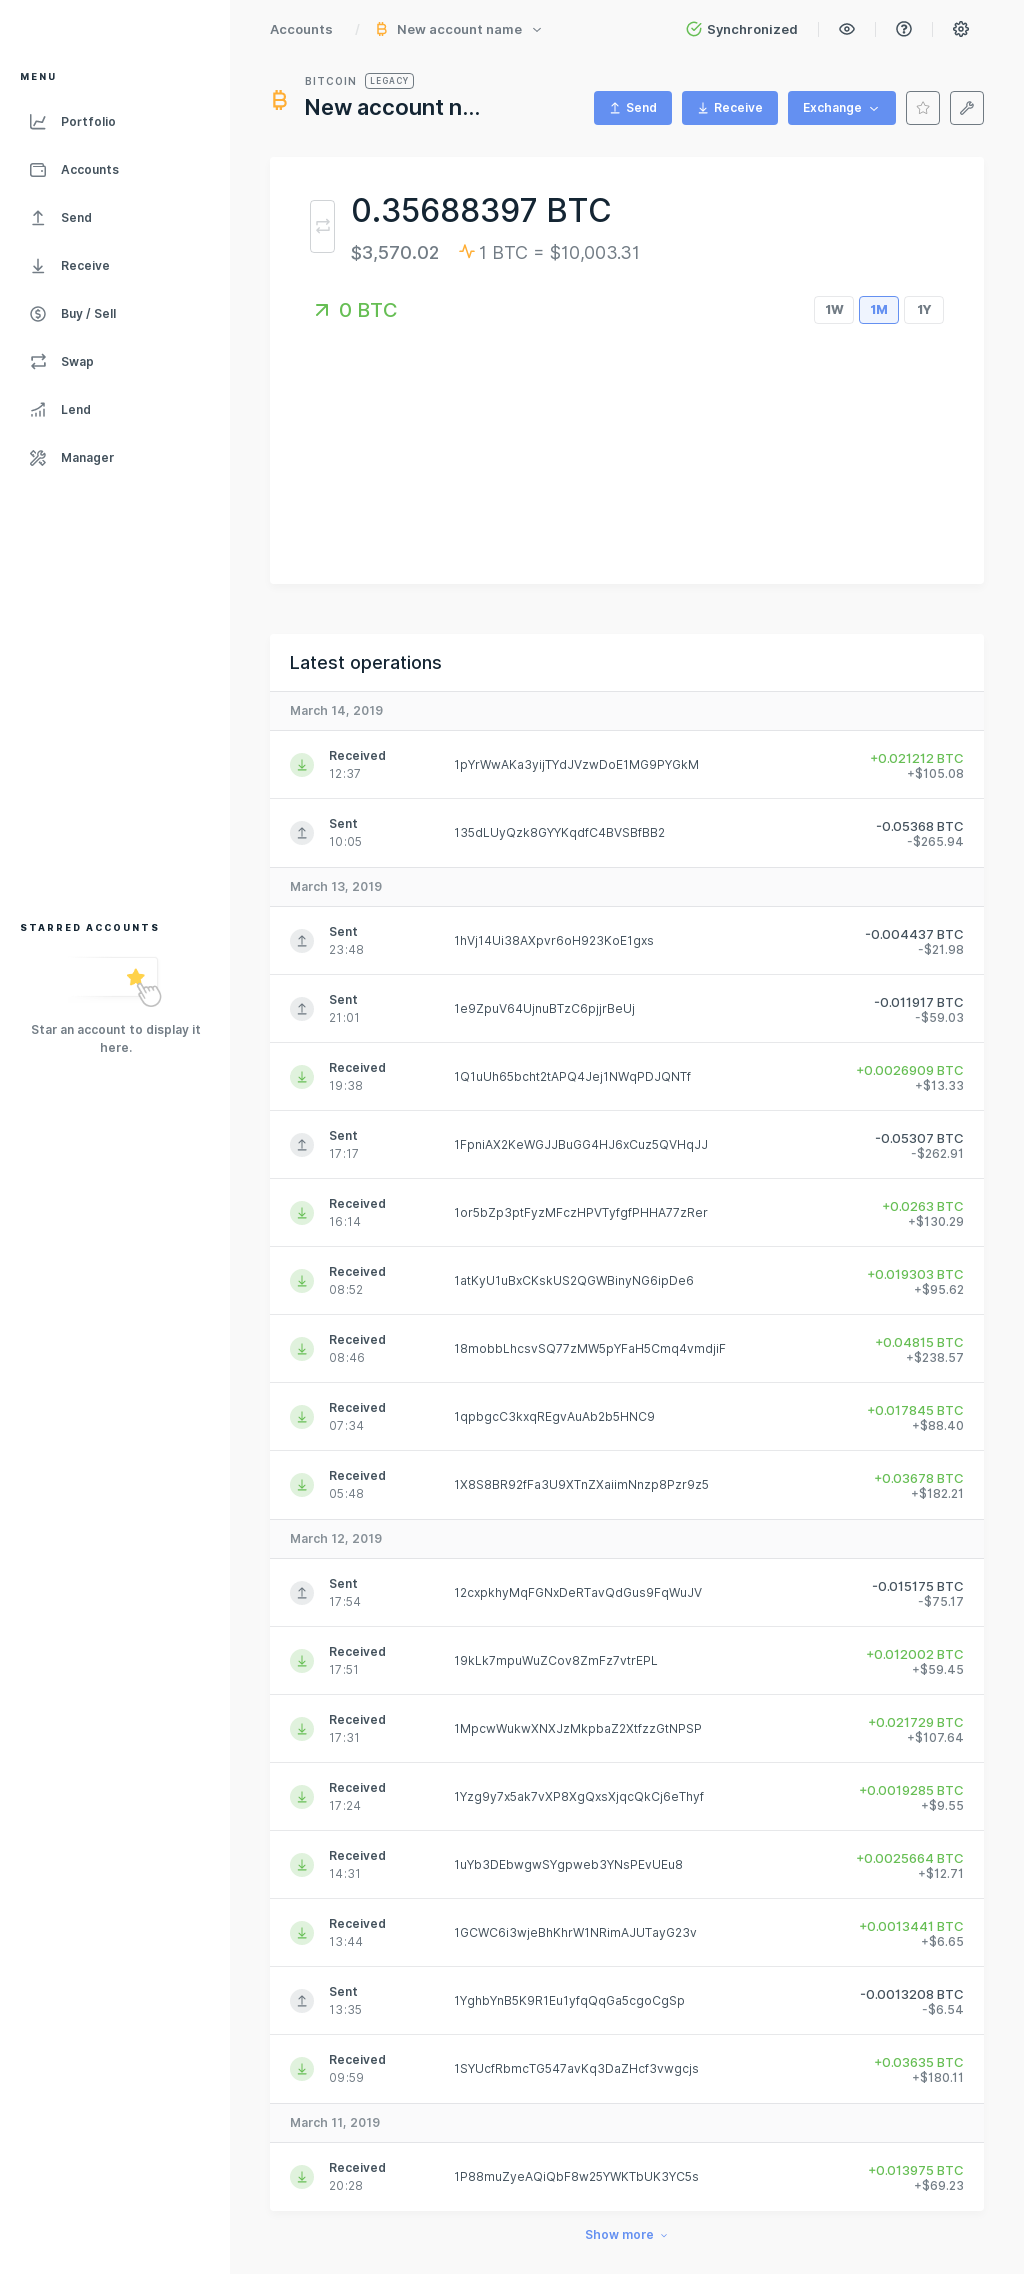 Accounts / New account name
Synchronized
MENU
Portfolio
Accounts
Send
Receive
Buy / Sell
Swap
Lend
Manager
STARRED ACCOUNTS
Star an account to display it
here.
BITCOIN LEGACY
New account n...
Send
Receive
Exchange
0.35688397 BTC
$3,570.02 1 BTC = $10,003.31
0 BTC
1W 1M 1Y
Latest operations
March 14, 2019
Received
12:37
1pYrWwAKa3yijTYdJVzwDoE1MG9PYGkM
+0.021212 BTC
+$105.08
Sent
10:05
135dLUyQzk8GYYKqdfC4BVSBfBB2
-0.05368 BTC
-$265.94
March 13, 2019
Sent
23:48
1hVj14Ui38AXpvr6oH923KoE1gxs
-0.004437 BTC
-$21.98
Sent
21:01
1e9ZpuV64UjnuBTzC6pjjrBeUj
-0.011917 BTC
-$59.03
Received
19:38
1Q1uUh65bcht2tAPQ4Jej1NWqPDJQNTf
+0.0026909 BTC
+$13.33
Sent
17:17
1FpniAX2KeWGJJBuGG4HJ6xCuz5QVHqJJ
-0.05307 BTC
-$262.91
Received
16:14
1or5bZp3ptFyzMFczHPVTyfgfPHHA77zRer
+0.0263 BTC
+$130.29
Received
08:52
1atKyU1uBxCKskUS2QGWBinyNG6ipDe6
+0.019303 BTC
+$95.62
Received
08:46
18mobbLhcsvSQ77zMW5pYFaH5Cmq4vmdjiF
+0.04815 BTC
+$238.57
Received
07:34
1qpbgcC3kxqREgvAuAb2b5HNC9
+0.017845 BTC
+$88.40
Received
05:48
1X8S8BR92fFa3U9XTnZXaiimNnzp8Pzr9z5
+0.03678 BTC
+$182.21
March 12, 2019
Sent
17:54
12cxpkhyMqFGNxDeRTavQdGus9FqWuJV
-0.015175 BTC
-$75.17
Received
17:51
19kLk7mpuWuZCov8ZmFz7vtrEPL
+0.012002 BTC
+$59.45
Received
17:31
1MpcwWukwXNXJzMkpbaZ2XtfzzGtNPSP
+0.021729 BTC
+$107.64
Received
17:24
1Yzg9y7x5ak7vXP8XgQxsXjqcQkCj6eThyf
+0.0019285 BTC
+$9.55
Received
14:31
1uYb3DEbwgwSYgpweb3YNsPEvUEu8
+0.0025664 BTC
+$12.71
Received
13:44
1GCWC6i3wjeBhKhrW1NRimAJUTayG23v
+0.0013441 BTC
+$6.65
Sent
13:35
1YghbYnB5K9R1Eu1yfqQqGa5cgoCgSp
-0.0013208 BTC
-$6.54
Received
09:59
1SYUcfRbmcTG547avKq3DaZHcf3vwgcjs
+0.03635 BTC
+$180.11
March 11, 2019
Received
20:28
1P88muZyeAQiQbF8w25YWKTbUK3YC5s
+0.013975 BTC
+$69.23
Show more